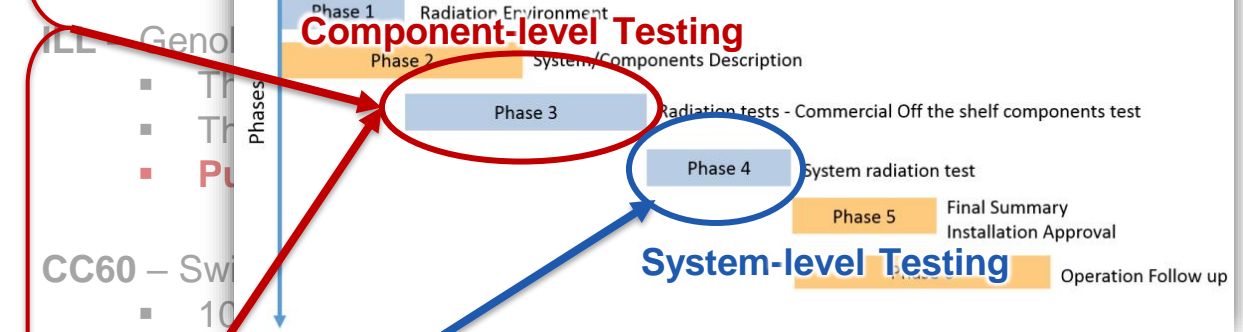 Phase 1 Radiation Environment
Component-level Testing
ILL – Genol
Phase 2 System/Components Description
Phases
Phase 3 Radiation tests - Commercial Off the shelf components test
Phase 4 System radiation test
Phase 5 Final Summary
Installation Approval
System-level Testing
Operation Follow up
CC60 – Swi
10